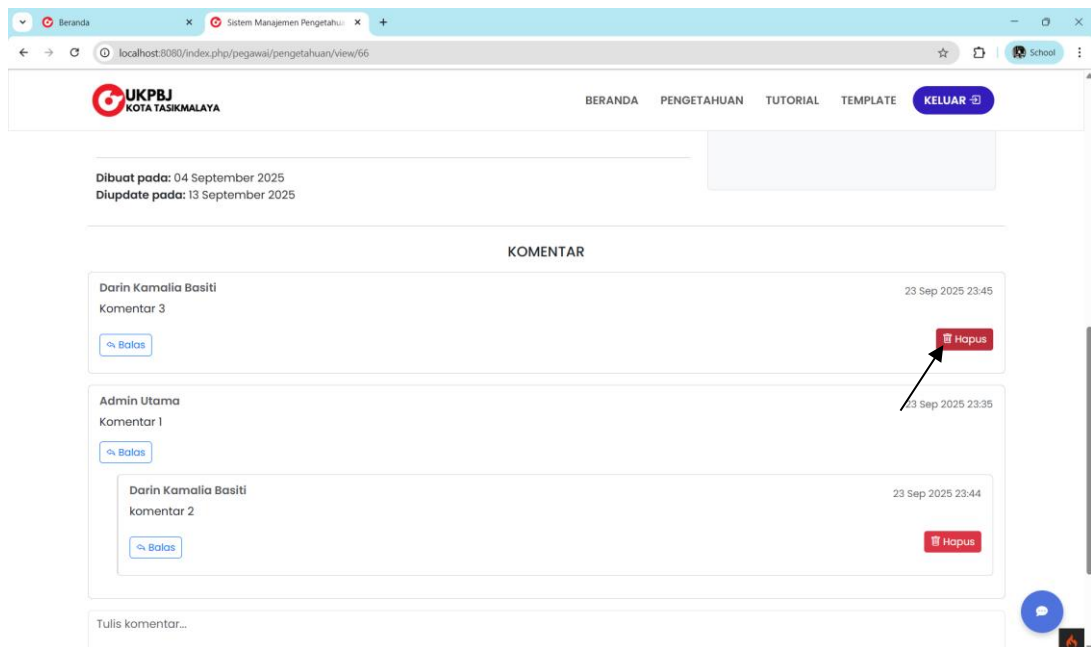 Beranda
Sistem Manajemen Pengetahu
localhost:8080/index.php/pegawai/pengetahuan/view/66
School
UKPBJ
KOTA TASIKMALAYA
BERANDA PENGETAHUAN TUTORIAL TEMPLATE KELUAR
Dibuat pada: 04 September 2025
Diupdate pada: 13 September 2025
KOMENTAR
Darin Kamalia Basiti
23 Sep 2025 23:45
Komentar 3
Balas
Hapus
Admin Utama
23 Sep 2025 23:35
Komentar 1
Balas
Darin Kamalia Basiti
23 Sep 2025 23:44
komentar 2
Balas
Hapus
Tulis komentar...